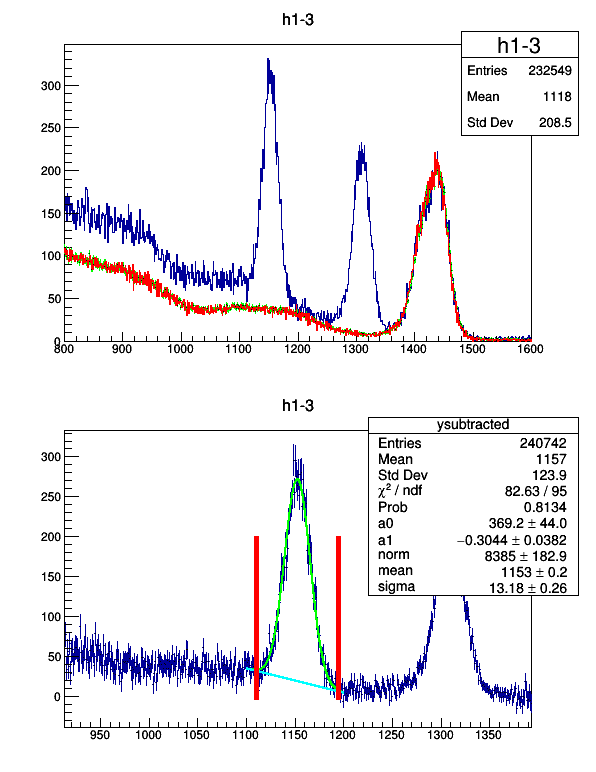 h1-3
h1-3
Entries 232549
Mean 1118
Std Dev 208.5
350
300
250
200
150
100
50
0
800 900 1000 1100 1200 1300 1400 1500 1600
h1-3
ysubtracted
Entries 240742
Mean 1157
Std Dev 123.9
χ² / ndf 82.63 / 95
Prob 0.8134
a0 369.2 ± 44.0
a1 −0.3044 ± 0.0382
norm 8385 ± 182.9
mean 1153 ± 0.2
sigma 13.18 ± 0.26
300
250
200
150
100
50
0
950 1000 1050 1100 1150 1200 1250 1300 1350